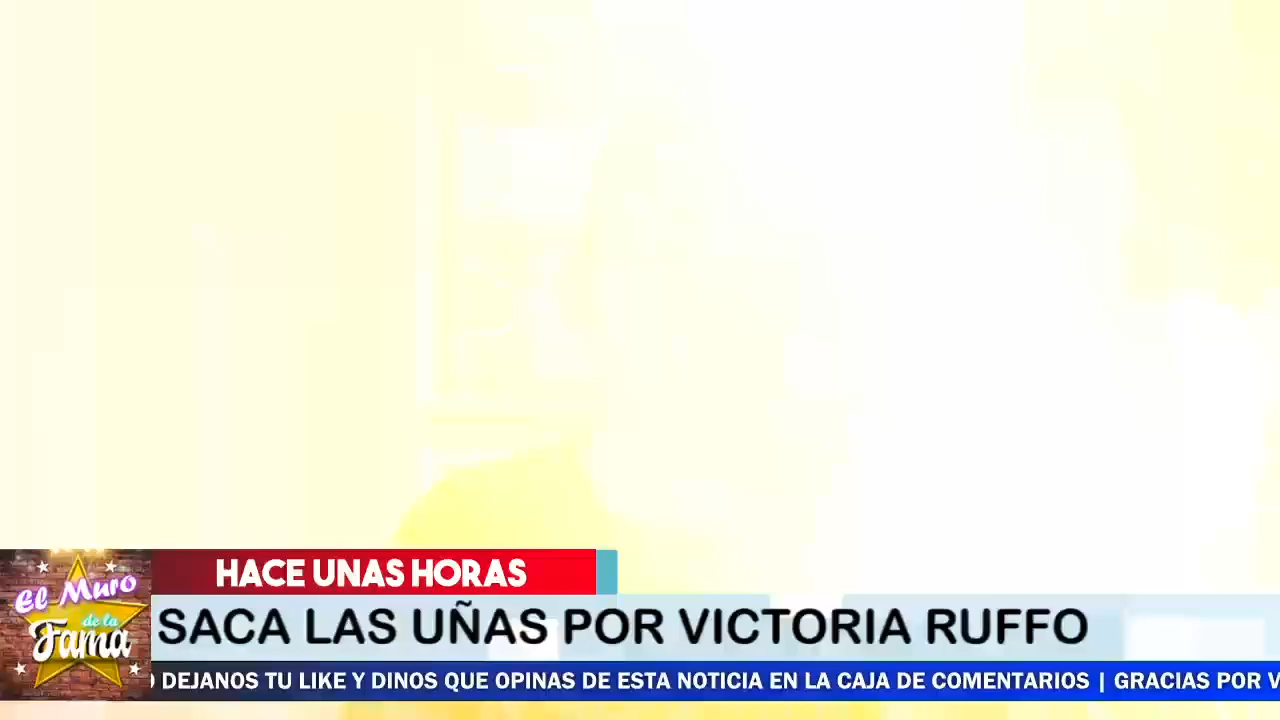 HACE UNAS HORAS
El Muro
de la
Fama
SACA LAS UÑAS POR VICTORIA RUFFO
DEJANOS TU LIKE Y DINOS QUE OPINAS DE ESTA NOTICIA EN LA CAJA DE COMENTARIOS | GRACIAS POR